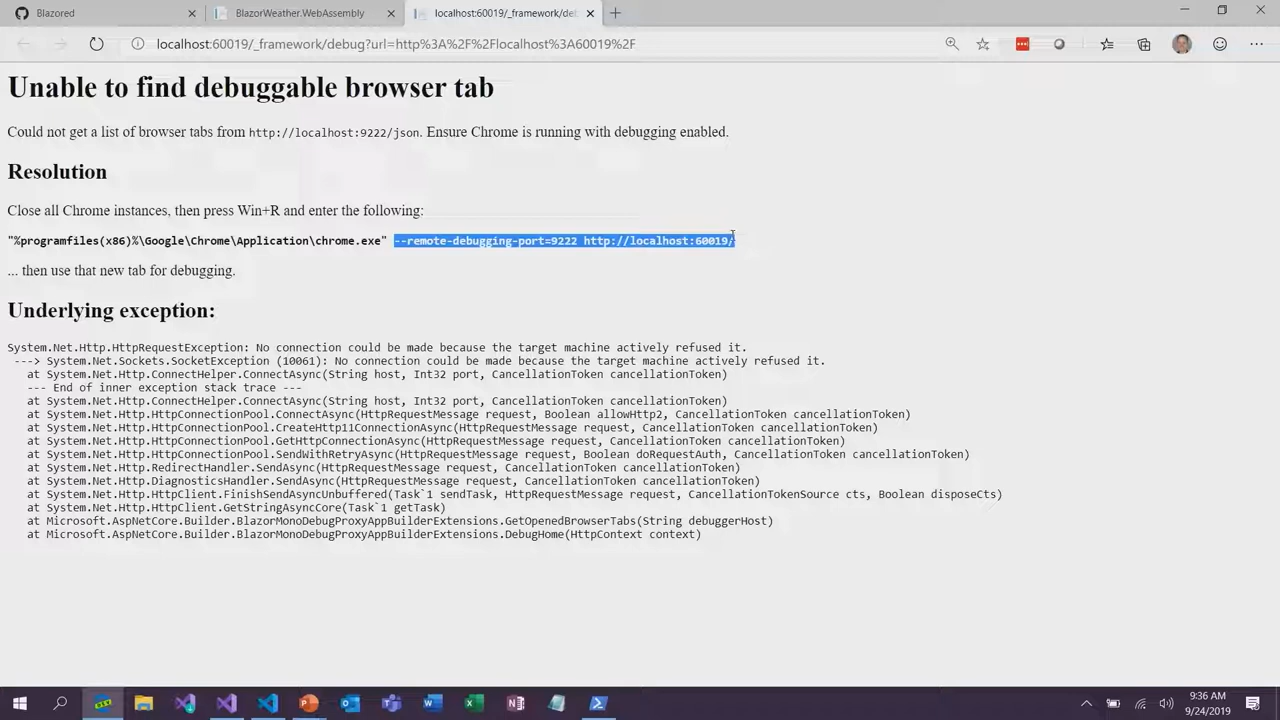 Blazored
BlazorWeather.WebAssembly
localhost:60019/_framework/deb
localhost:60019/_framework/debug?url=http%3A%2F%2Flocalhost%3A60019%2F
Unable to find debuggable browser tab
Could not get a list of browser tabs from http://localhost:9222/json. Ensure Chrome is running with debugging enabled.
Resolution
Close all Chrome instances, then press Win+R and enter the following:
"%programfiles(x86)%\Google\Chrome\Application\chrome.exe" --remote-debugging-port=9222 http://localhost:60019/
... then use that new tab for debugging.
Underlying exception:
System.Net.Http.HttpRequestException: No connection could be made because the target machine actively refused it.
---> System.Net.Sockets.SocketException (10061): No connection could be made because the target machine actively refused it.
at System.Net.Http.ConnectHelper.ConnectAsync(String host, Int32 port, CancellationToken cancellationToken)
--- End of inner exception stack trace ---
at System.Net.Http.ConnectHelper.ConnectAsync(String host, Int32 port, CancellationToken cancellationToken)
at System.Net.Http.HttpConnectionPool.ConnectAsync(HttpRequestMessage request, Boolean allowHttp2, CancellationToken cancellationToken)
at System.Net.Http.HttpConnectionPool.CreateHttp11ConnectionAsync(HttpRequestMessage request, CancellationToken cancellationToken)
at System.Net.Http.HttpConnectionPool.GetHttpConnectionAsync(HttpRequestMessage request, CancellationToken cancellationToken)
at System.Net.Http.HttpConnectionPool.SendWithRetryAsync(HttpRequestMessage request, Boolean doRequestAuth, CancellationToken cancellationToken)
at System.Net.Http.RedirectHandler.SendAsync(HttpRequestMessage request, CancellationToken cancellationToken)
at System.Net.Http.DiagnosticsHandler.SendAsync(HttpRequestMessage request, CancellationToken cancellationToken)
at System.Net.Http.HttpClient.FinishSendAsyncUnbuffered(Task`1 sendTask, HttpRequestMessage request, CancellationTokenSource cts, Boolean disposeCts)
at System.Net.Http.HttpClient.GetStringAsyncCore(Task`1 getTask)
at Microsoft.AspNetCore.Builder.BlazorMonoDebugProxyAppBuilderExtensions.GetOpenedBrowserTabs(String debuggerHost)
at Microsoft.AspNetCore.Builder.BlazorMonoDebugProxyAppBuilderExtensions.DebugHome(HttpContext context)
9:36 AM
9/24/2019